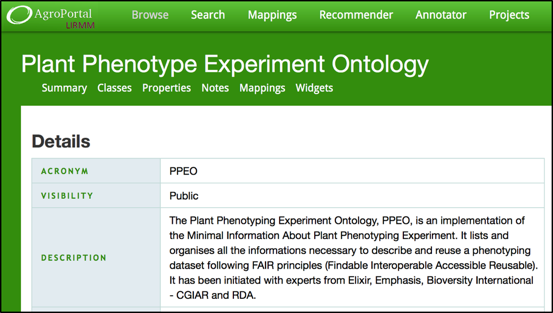 AgroPortal Browse Search Mappings Recommender Annotator Projects
LIRMM
Plant Phenotype Experiment Ontology
Summary Classes Properties Notes Mappings Widgets
Details
ACRONYM PPEO
VISIBILITY Public
The Plant Phenotyping Experiment Ontology, PPEO, is an implementation of
the Minimal Information About Plant Phenotyping Experiment. It lists and
organises all the informations necessary to describe and reuse a phenotyping
DESCRIPTION dataset following FAIR principles (Findable Interoperable Accessible Reusable).
It has been initiated with experts from Elixir, Emphasis, Bioversity International
- CGIAR and RDA.